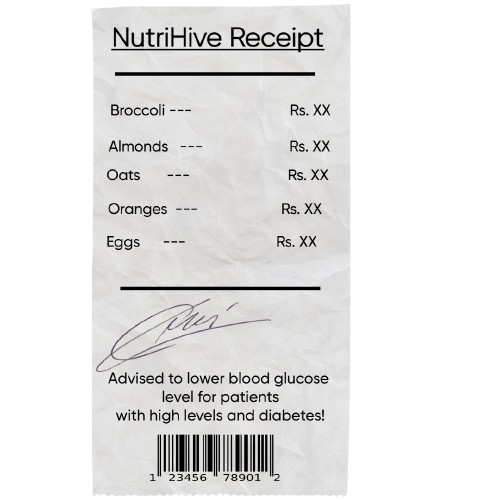 NutriHive Receipt
Broccoli --- Rs. XX
Almonds --- Rs. XX
Oats --- Rs. XX
Oranges --- Rs. XX
Eggs --- Rs. XX
Advised to lower blood glucose
level for patients
with high levels and diabetes!
1 23456 78901 2